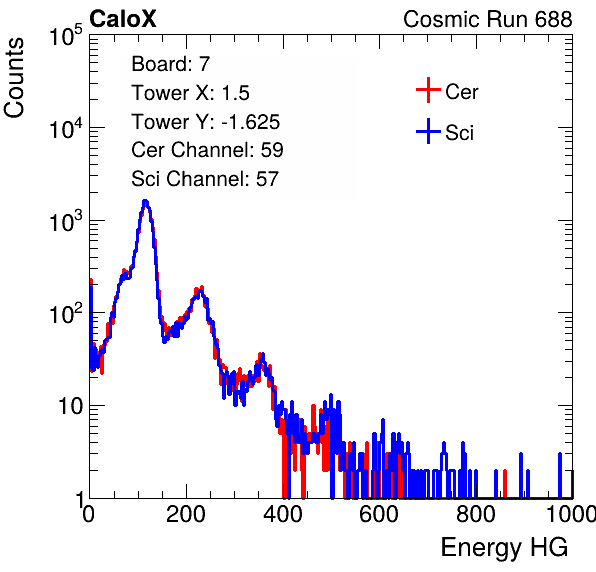 CaloX Cosmic Run 688
Counts
10^5
10^4
10^3
10^2
10
1
Board: 7
Tower X: 1.5
Tower Y: -1.625
Cer Channel: 59
Sci Channel: 57
Cer
Sci
0 200 400 600 800 1000
Energy HG